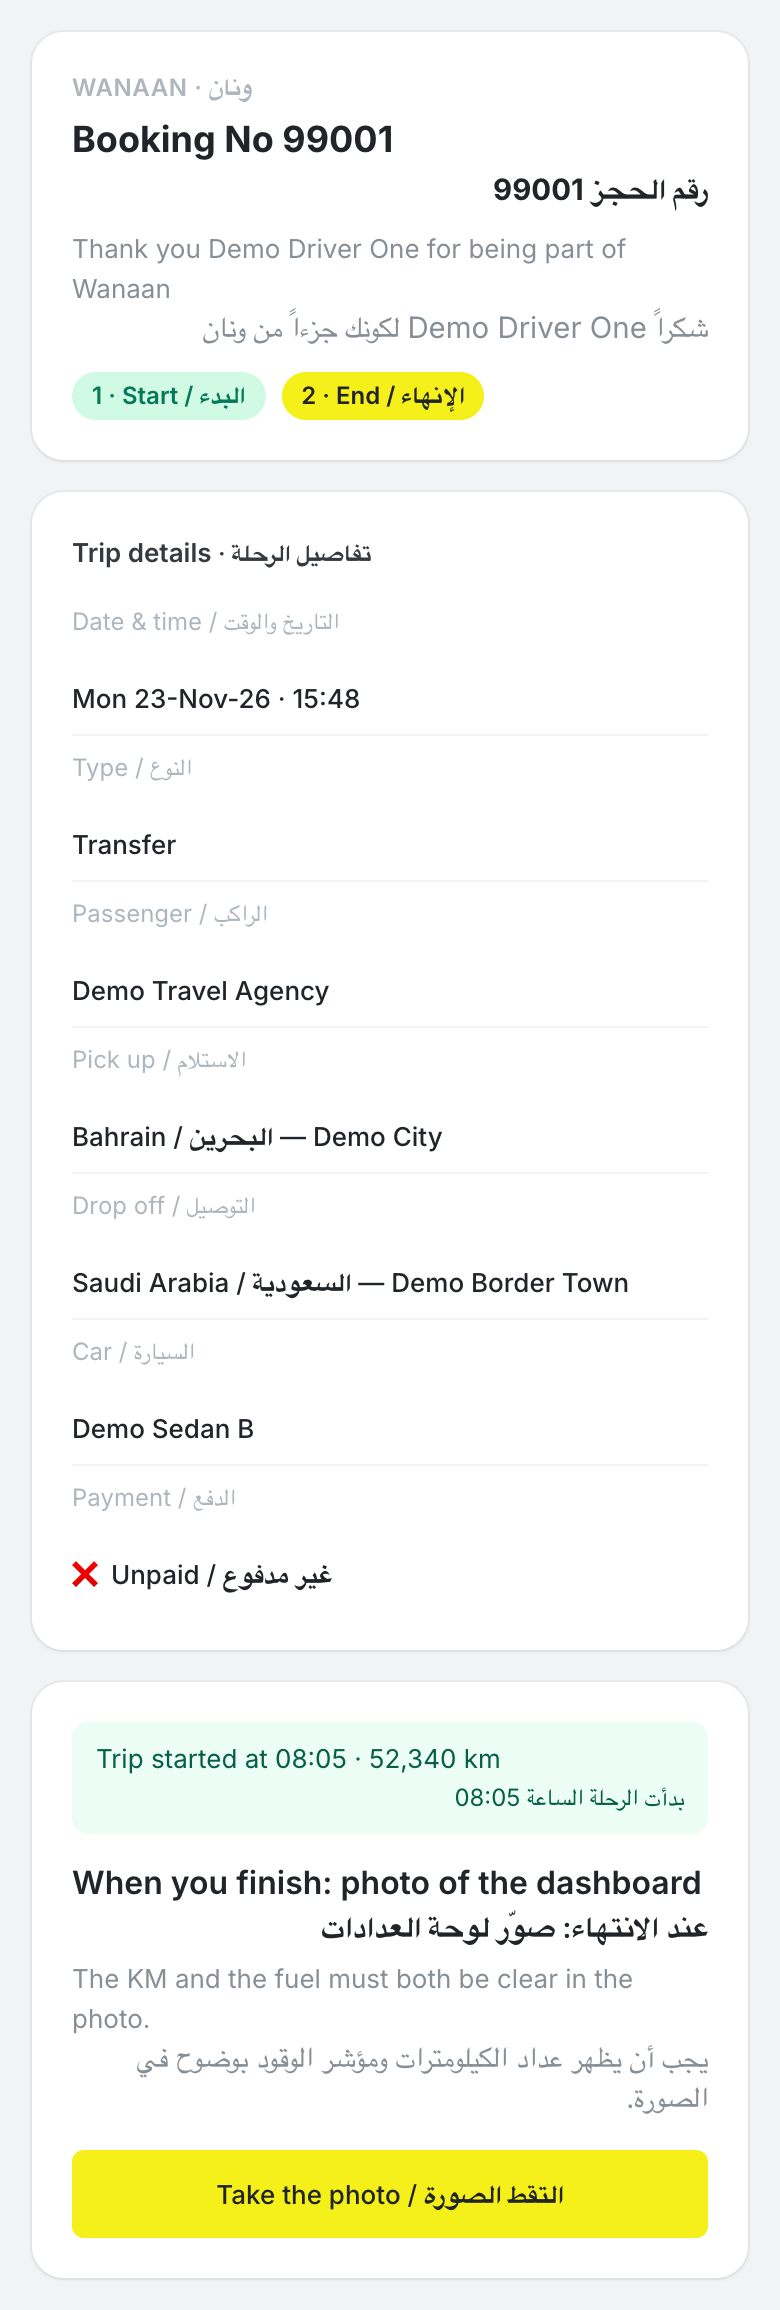 WANAAN · ونان
Booking No 99001
رقم الحجز 99001
Thank you Demo Driver One for being part of
Wanaan
شكراً Demo Driver One لكونك جزءاً من ونان
1 · Start / البدء
2 · End / الإنهاء
Trip details · تفاصيل الرحلة
Date & time / التاريخ والوقت
Mon 23-Nov-26 · 15:48
Type / النوع
Transfer
Passenger / الراكب
Demo Travel Agency
Pick up / الاستلام
Bahrain / البحرين — Demo City
Drop off / التوصيل
Saudi Arabia / السعودية — Demo Border Town
Car / السيارة
Demo Sedan B
Payment / الدفع
❌ Unpaid / غير مدفوع
Trip started at 08:05 · 52,340 km
بدأت الرحلة الساعة 08:05
When you finish: photo of the dashboard
عند الانتهاء: صوّر لوحة العدادات
The KM and the fuel must both be clear in the
photo.
يجب أن يظهر عداد الكيلومترات ومؤشر الوقود بوضوح في
الصورة.
Take the photo / التقط الصورة